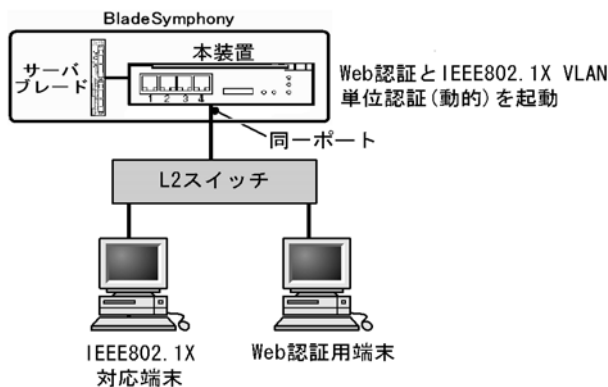 BladeSymphony
本装置
サーバ
ブレード
1 2 3 4
Web認証とIEEE802.1X VLAN
単位認証(動的)を起動
同一ポート
L2スイッチ
IEEE802.1X
対応端末
Web認証用端末